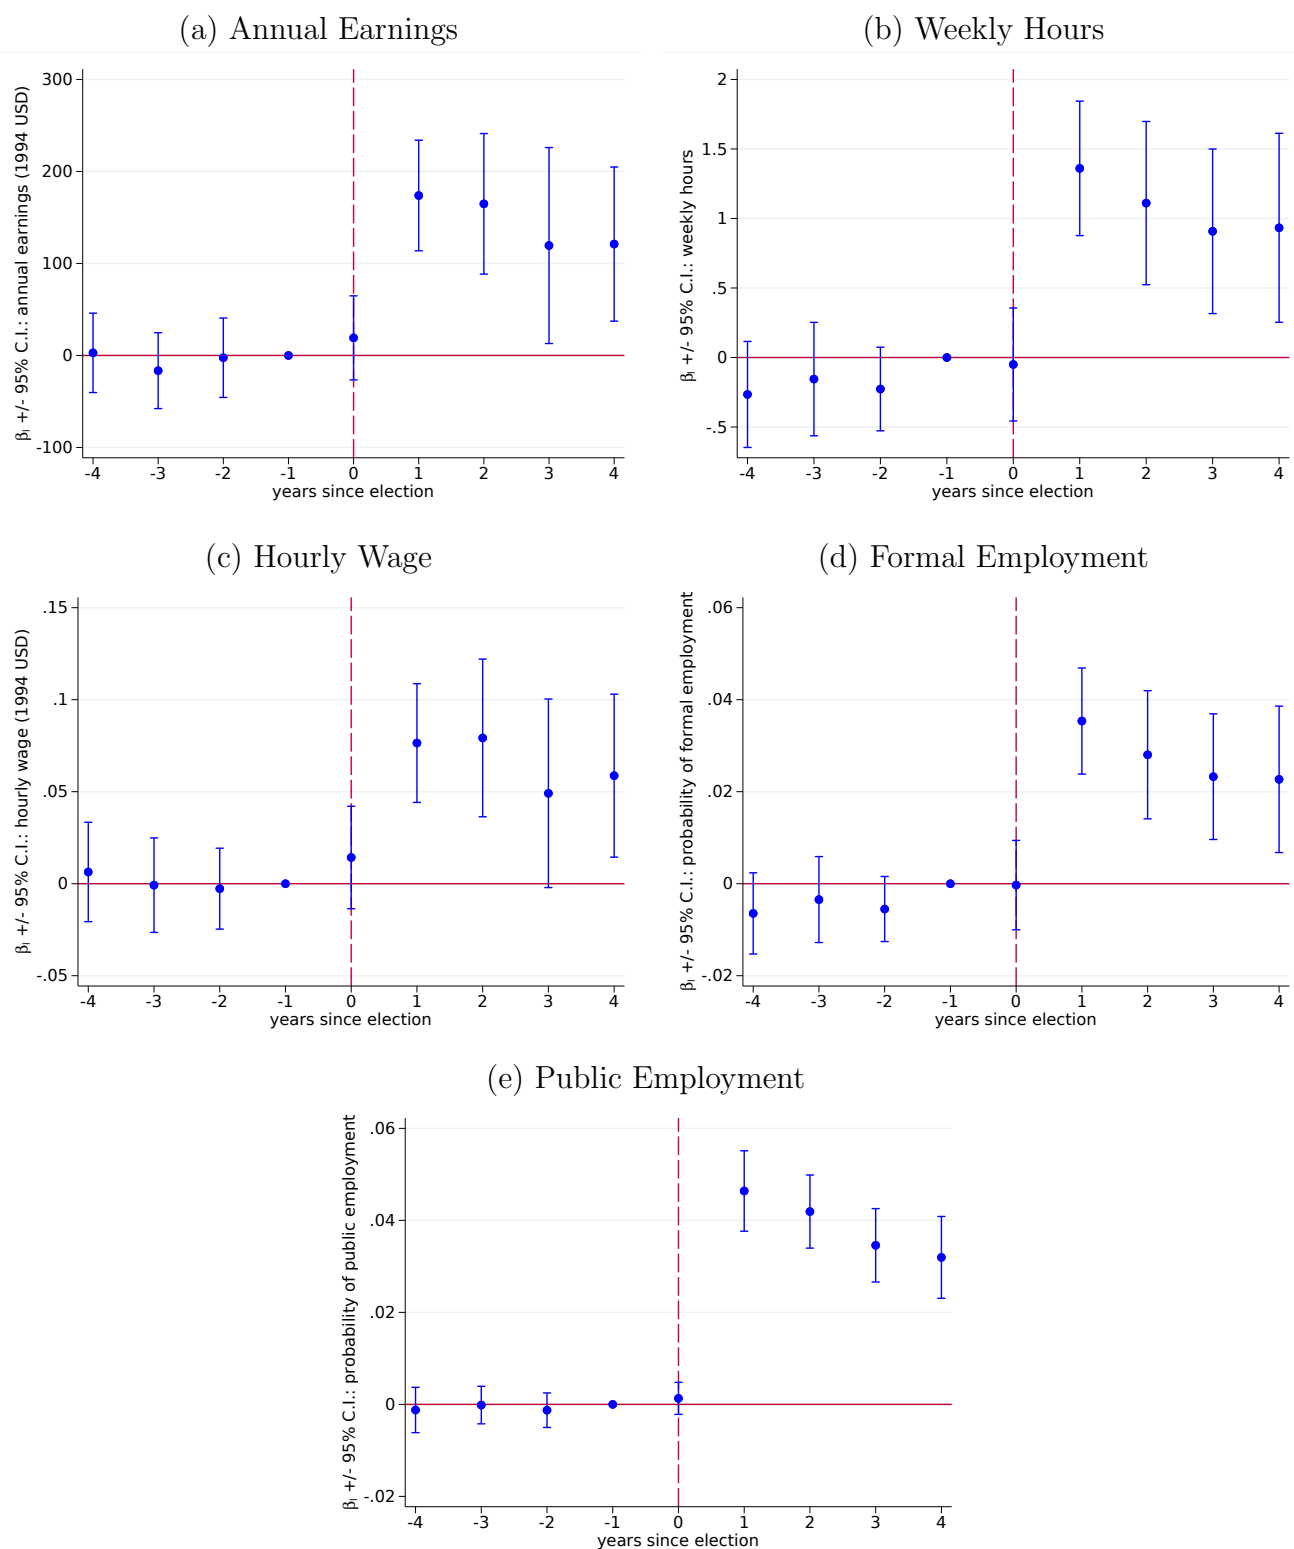 (a) Annual Earnings
β_l +/- 95% C.I.: annual earnings (1994 USD)
300
200
100
0
-100
-4 -3 -2 -1 0 1 2 3 4
years since election
(b) Weekly Hours
β_l +/- 95% C.I.: weekly hours
2
1.5
1
.5
0
-.5
-4 -3 -2 -1 0 1 2 3 4
years since election
(c) Hourly Wage
β_l +/- 95% C.I.: hourly wage (1994 USD)
.15
.1
.05
0
-.05
-4 -3 -2 -1 0 1 2 3 4
years since election
(d) Formal Employment
β_l +/- 95% C.I.: probability of formal employment
.06
.04
.02
0
-.02
-4 -3 -2 -1 0 1 2 3 4
years since election
(e) Public Employment
β_l +/- 95% C.I.: probability of public employment
.06
.04
.02
0
-.02
-4 -3 -2 -1 0 1 2 3 4
years since election